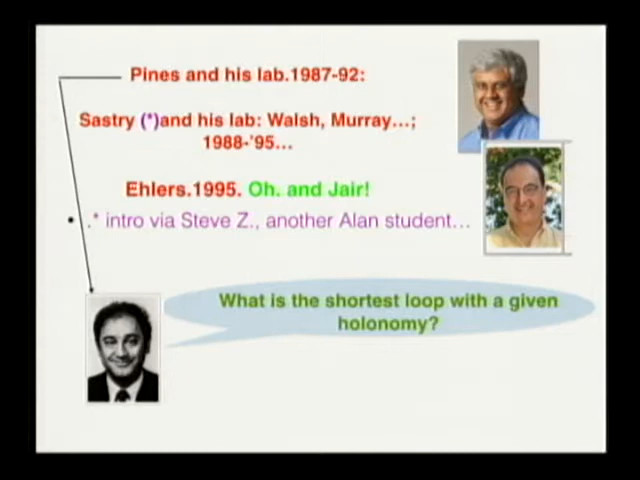 Pines and his lab.1987-92:
Sastry (*)and his lab: Walsh, Murray…;
1988-'95…
Ehlers.1995. Oh. and Jair!
• .* intro via Steve Z., another Alan student…
What is the shortest loop with a given
holonomy?